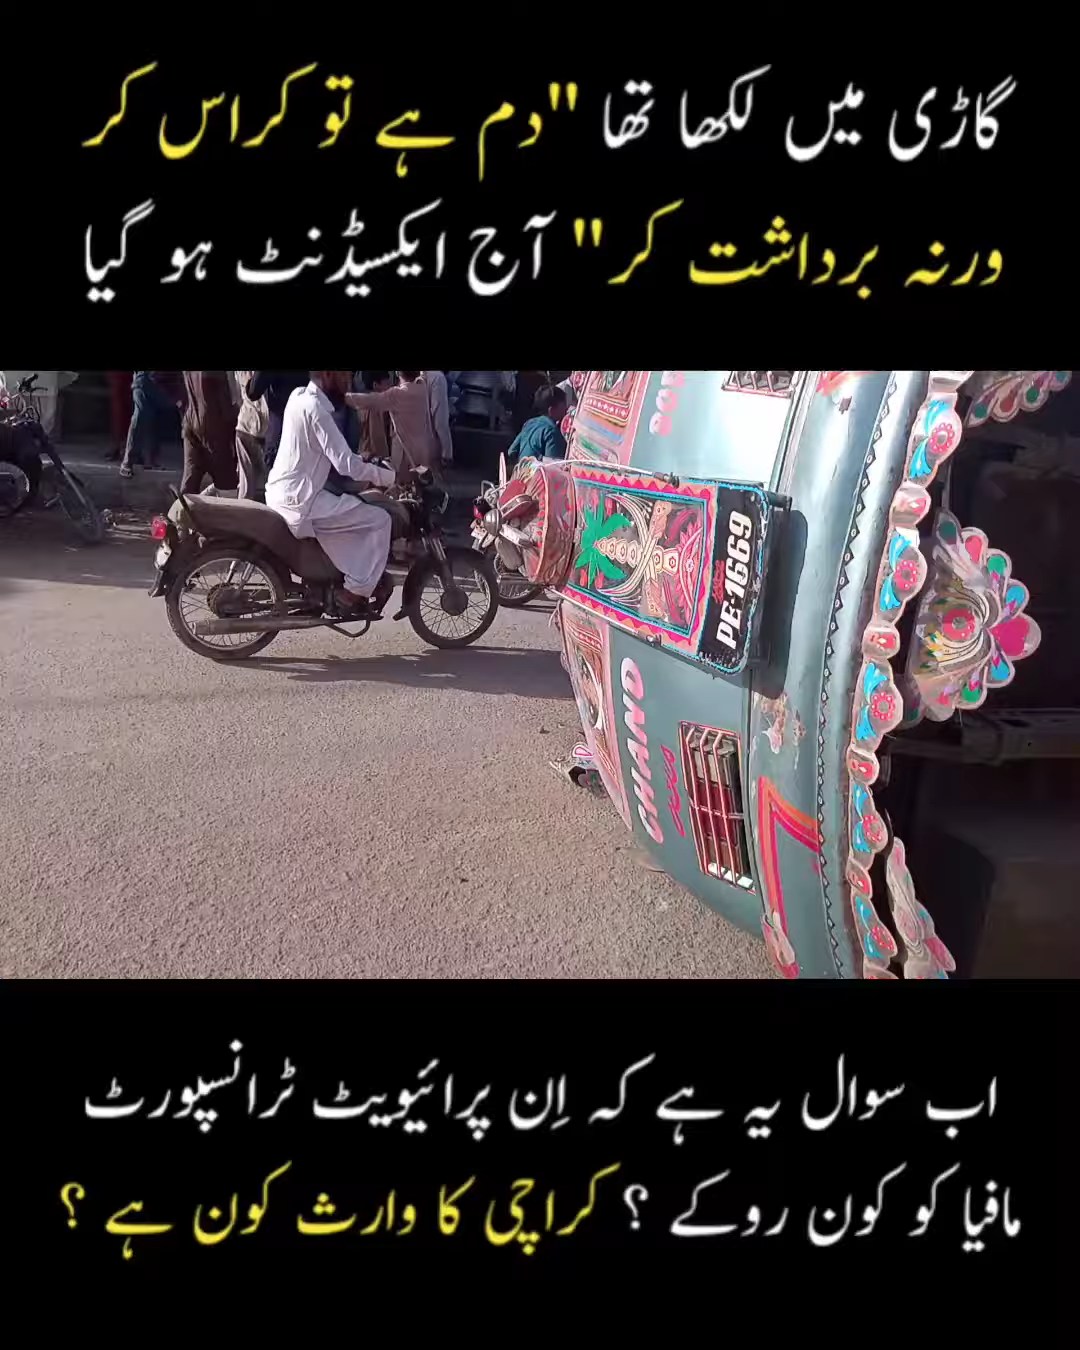 گاڑی میں لکھا تھا "دم ہے تو کراس کر
ورنہ برداشت کر" آج ایکسیڈنٹ ہو گیا
PE-1669
CHAND
اب سوال یہ ہے کہ اِن پرائیویٹ ٹرانسپورٹ
مافیا کو کون روکے ؟ کراچی کا وارث کون ہے ؟